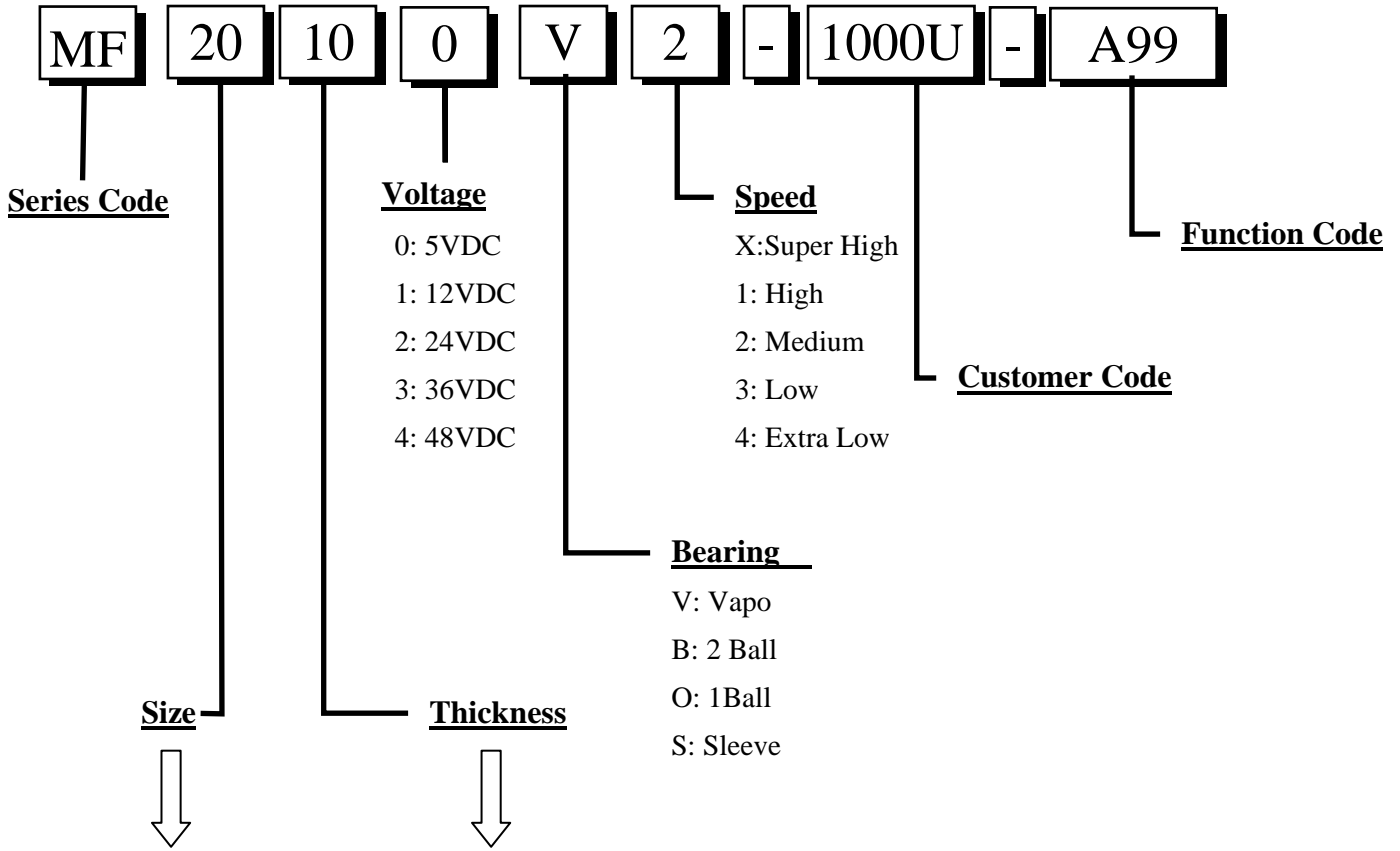 MF 20 10 0 V 2 - 1000U - A99
Series Code
Voltage
0: 5VDC
1: 12VDC
2: 24VDC
3: 36VDC
4: 48VDC
Speed
X:Super High
1: High
2: Medium
3: Low
4: Extra Low
Function Code
Customer Code
Bearing
V: Vapo
B: 2 Ball
O: 1Ball
S: Sleeve
Size
Thickness